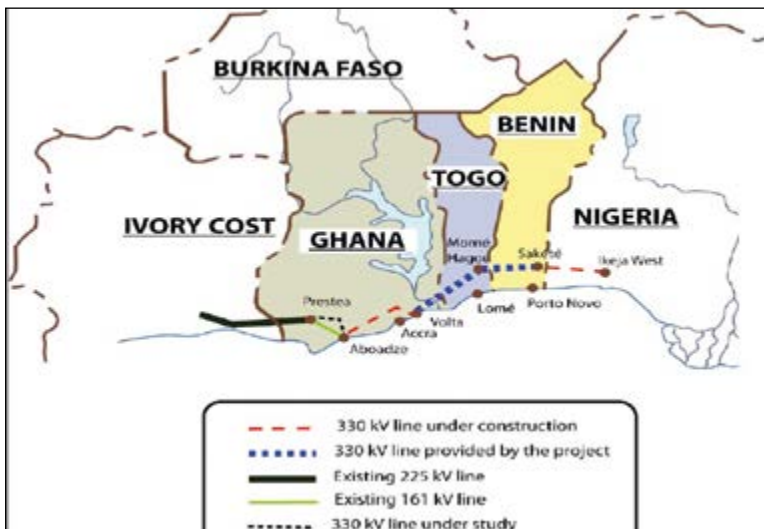 BURKINA FASO
BENIN
TOGO
IVORY COST
GHANA
NIGERIA
Momé
Hagou
Saketé
Ikeja West
Prestea
Volta
Lomé
Porto Novo
Accra
Aboadze
330 kV line under construction
330 kV line provided by the project
Existing 225 kV line
Existing 161 kV line
330 kV line under study